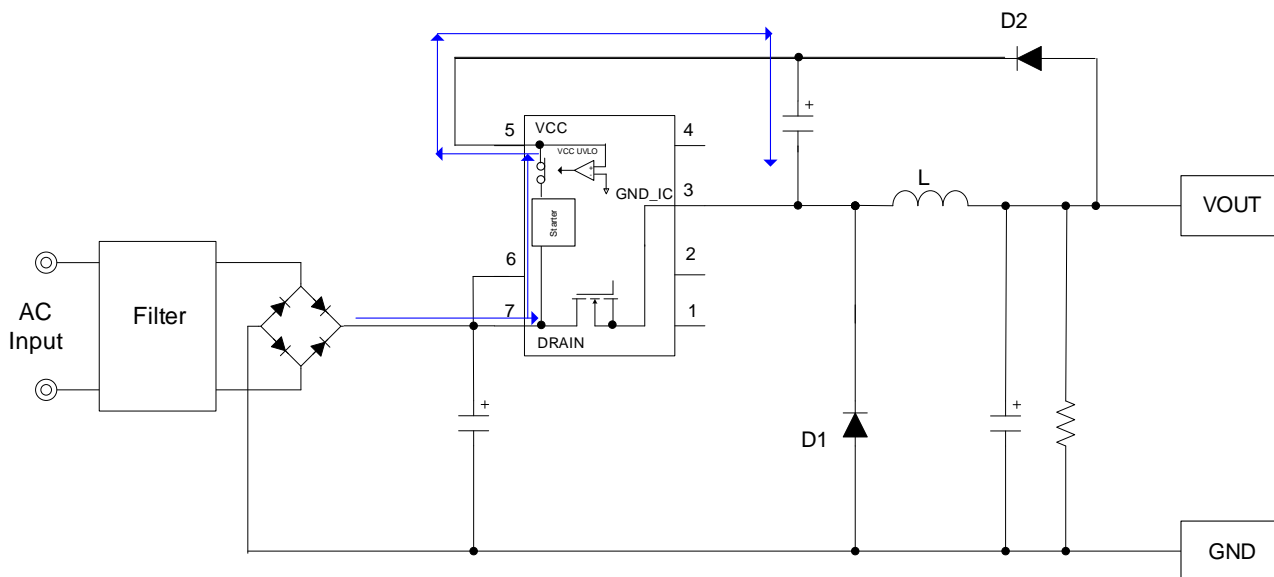 D2
5
VCC
4
VCC UVLO
+
-
+
GND_IC
3
L
VOUT
Starter
6
2
AC
Input
Filter
7
1
DRAIN
+
D1
+
GND